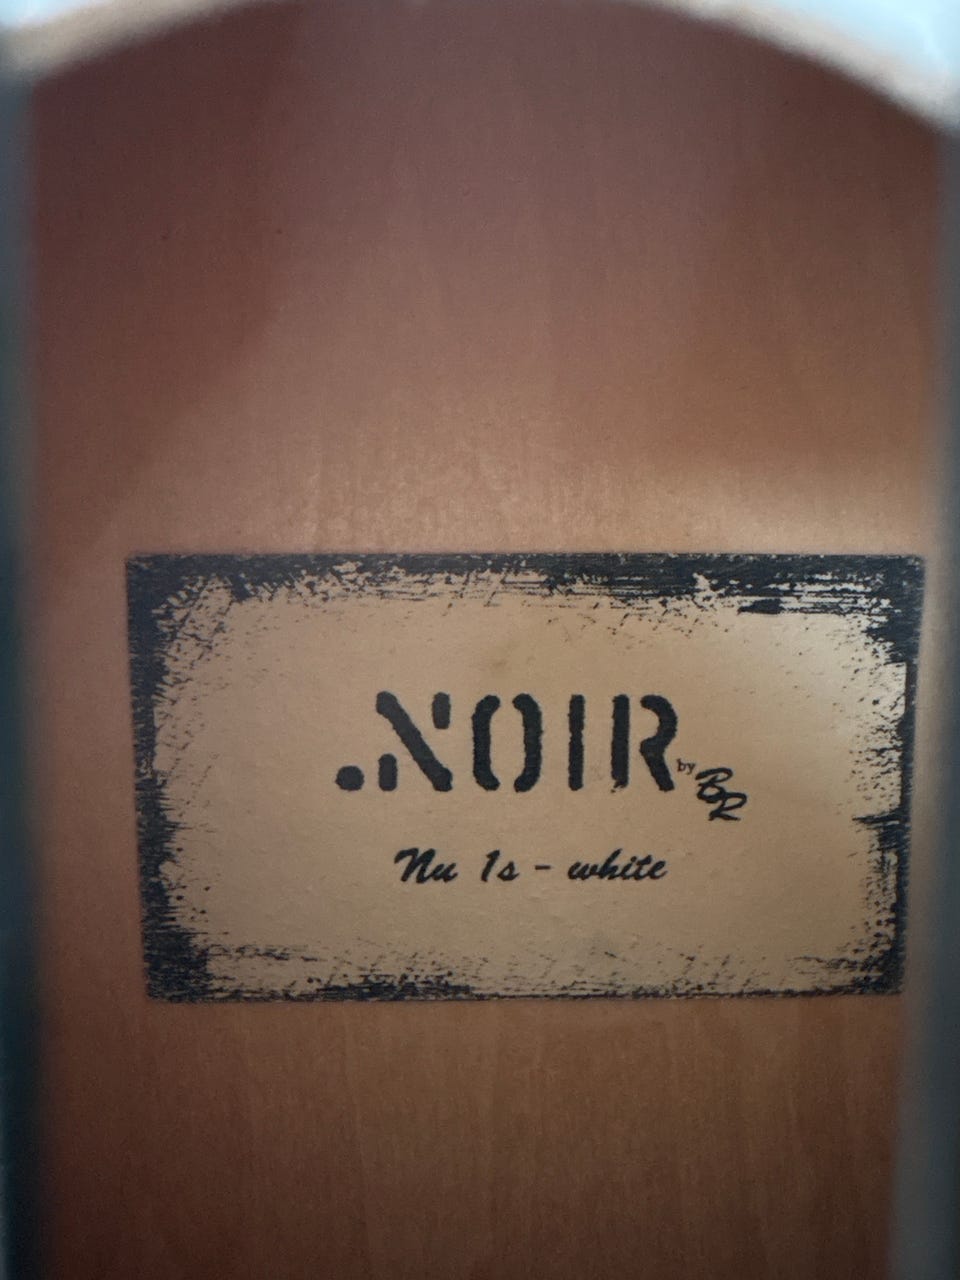 .NOIR by BR
Nu 1s - white